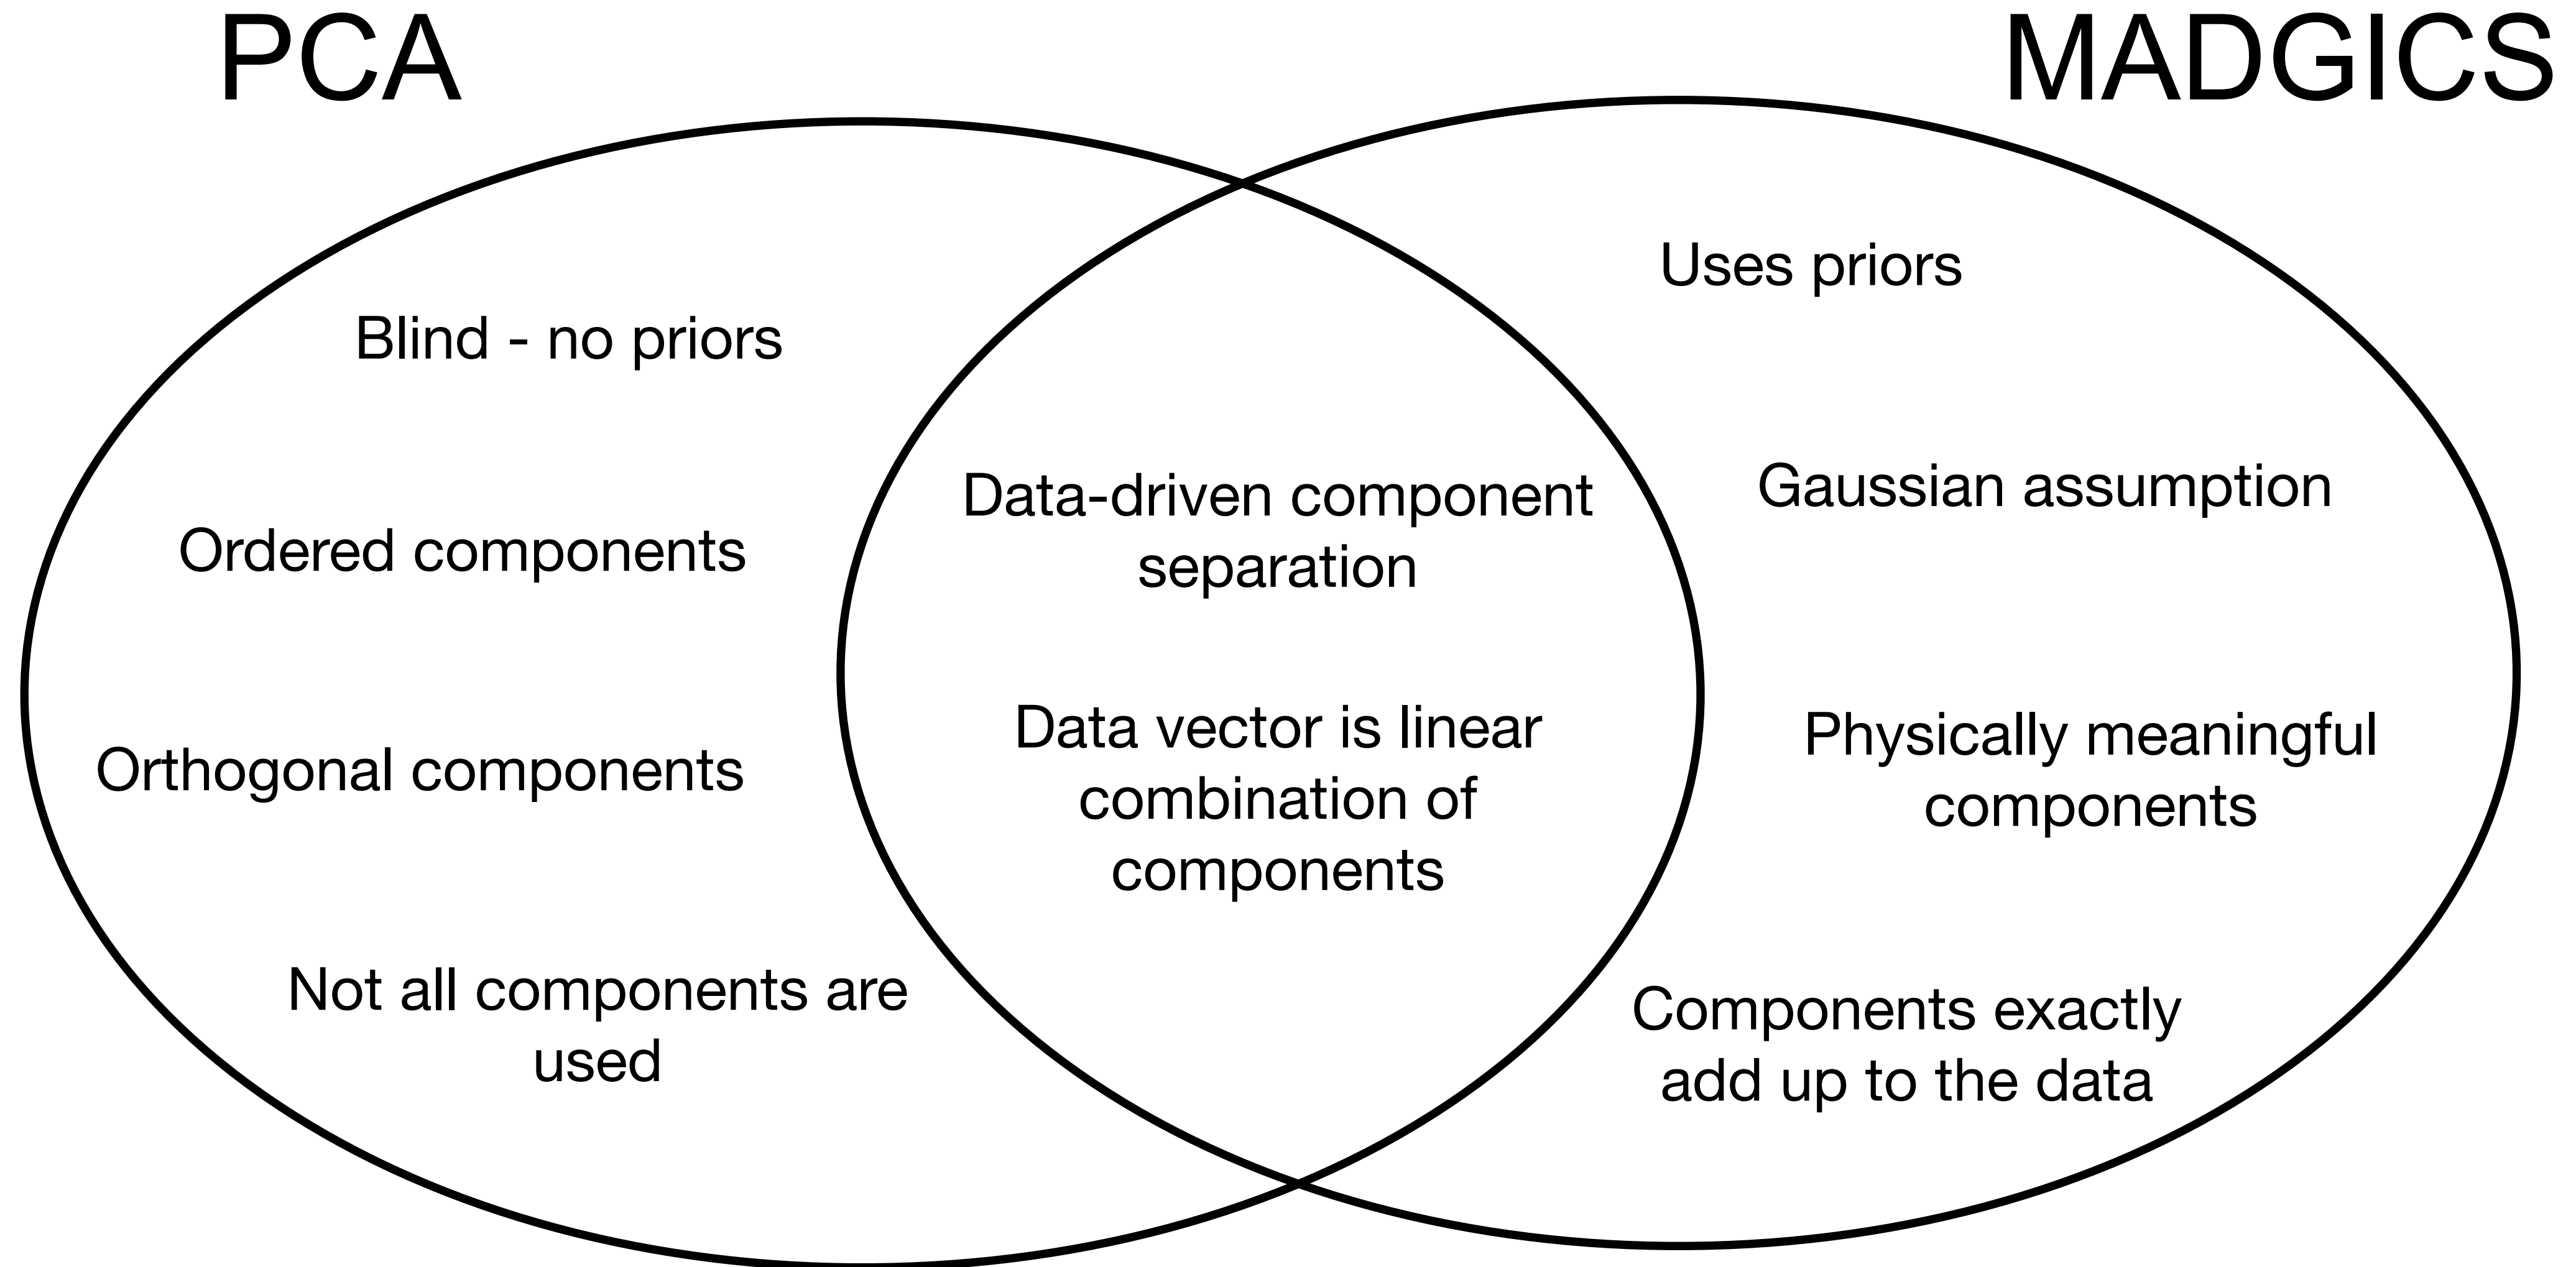 PCA
MADGICS
Blind - no priors
Ordered components
Orthogonal components
Not all components are
used
Data-driven component
separation
Data vector is linear
combination of
components
Uses priors
Gaussian assumption
Physically meaningful
components
Components exactly
add up to the data